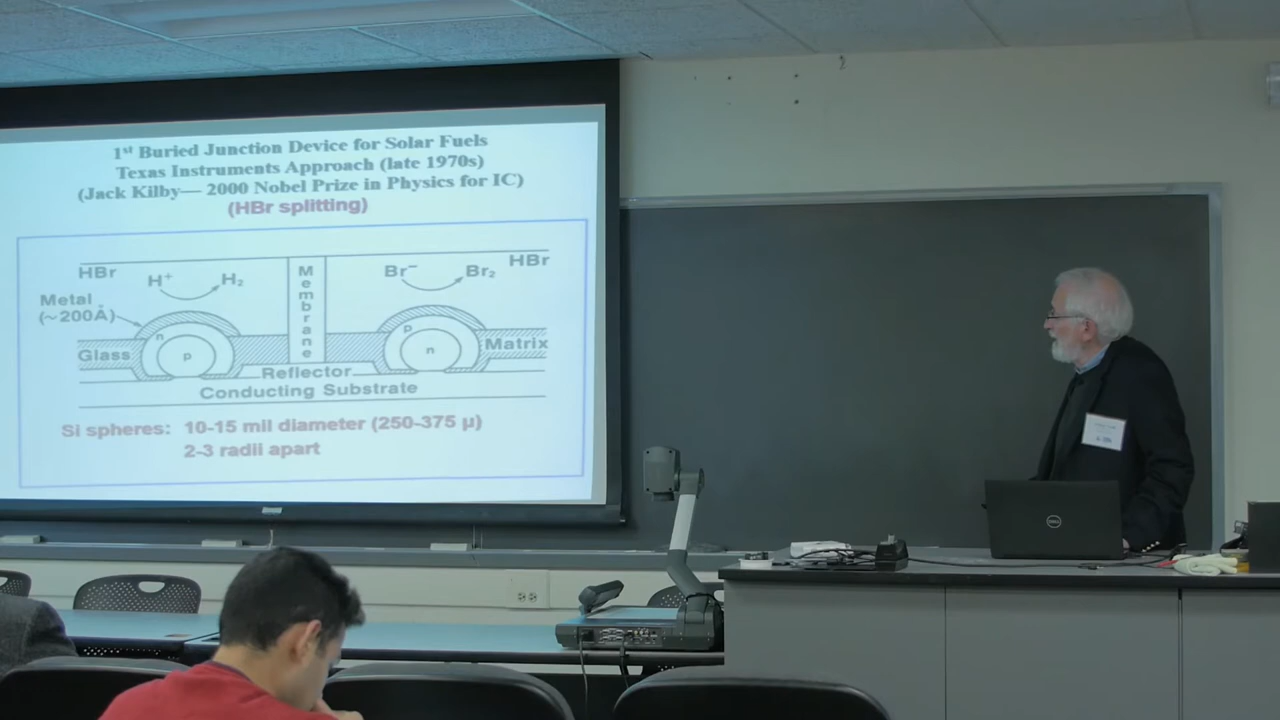 1st Buried Junction Device for Solar Fuels
Texas Instruments Approach (late 1970s)
(Jack Kilby— 2000 Nobel Prize in Physics for IC)
(HBr splitting)
HBr
H⁺
H₂
Membrane
Br⁻
Br₂
HBr
Metal
(~200Å)
n
p
p
n
Glass
Matrix
Reflector
Conducting Substrate
Si spheres: 10-15 mil diameter (250-375 µ)
2-3 radii apart
DELL